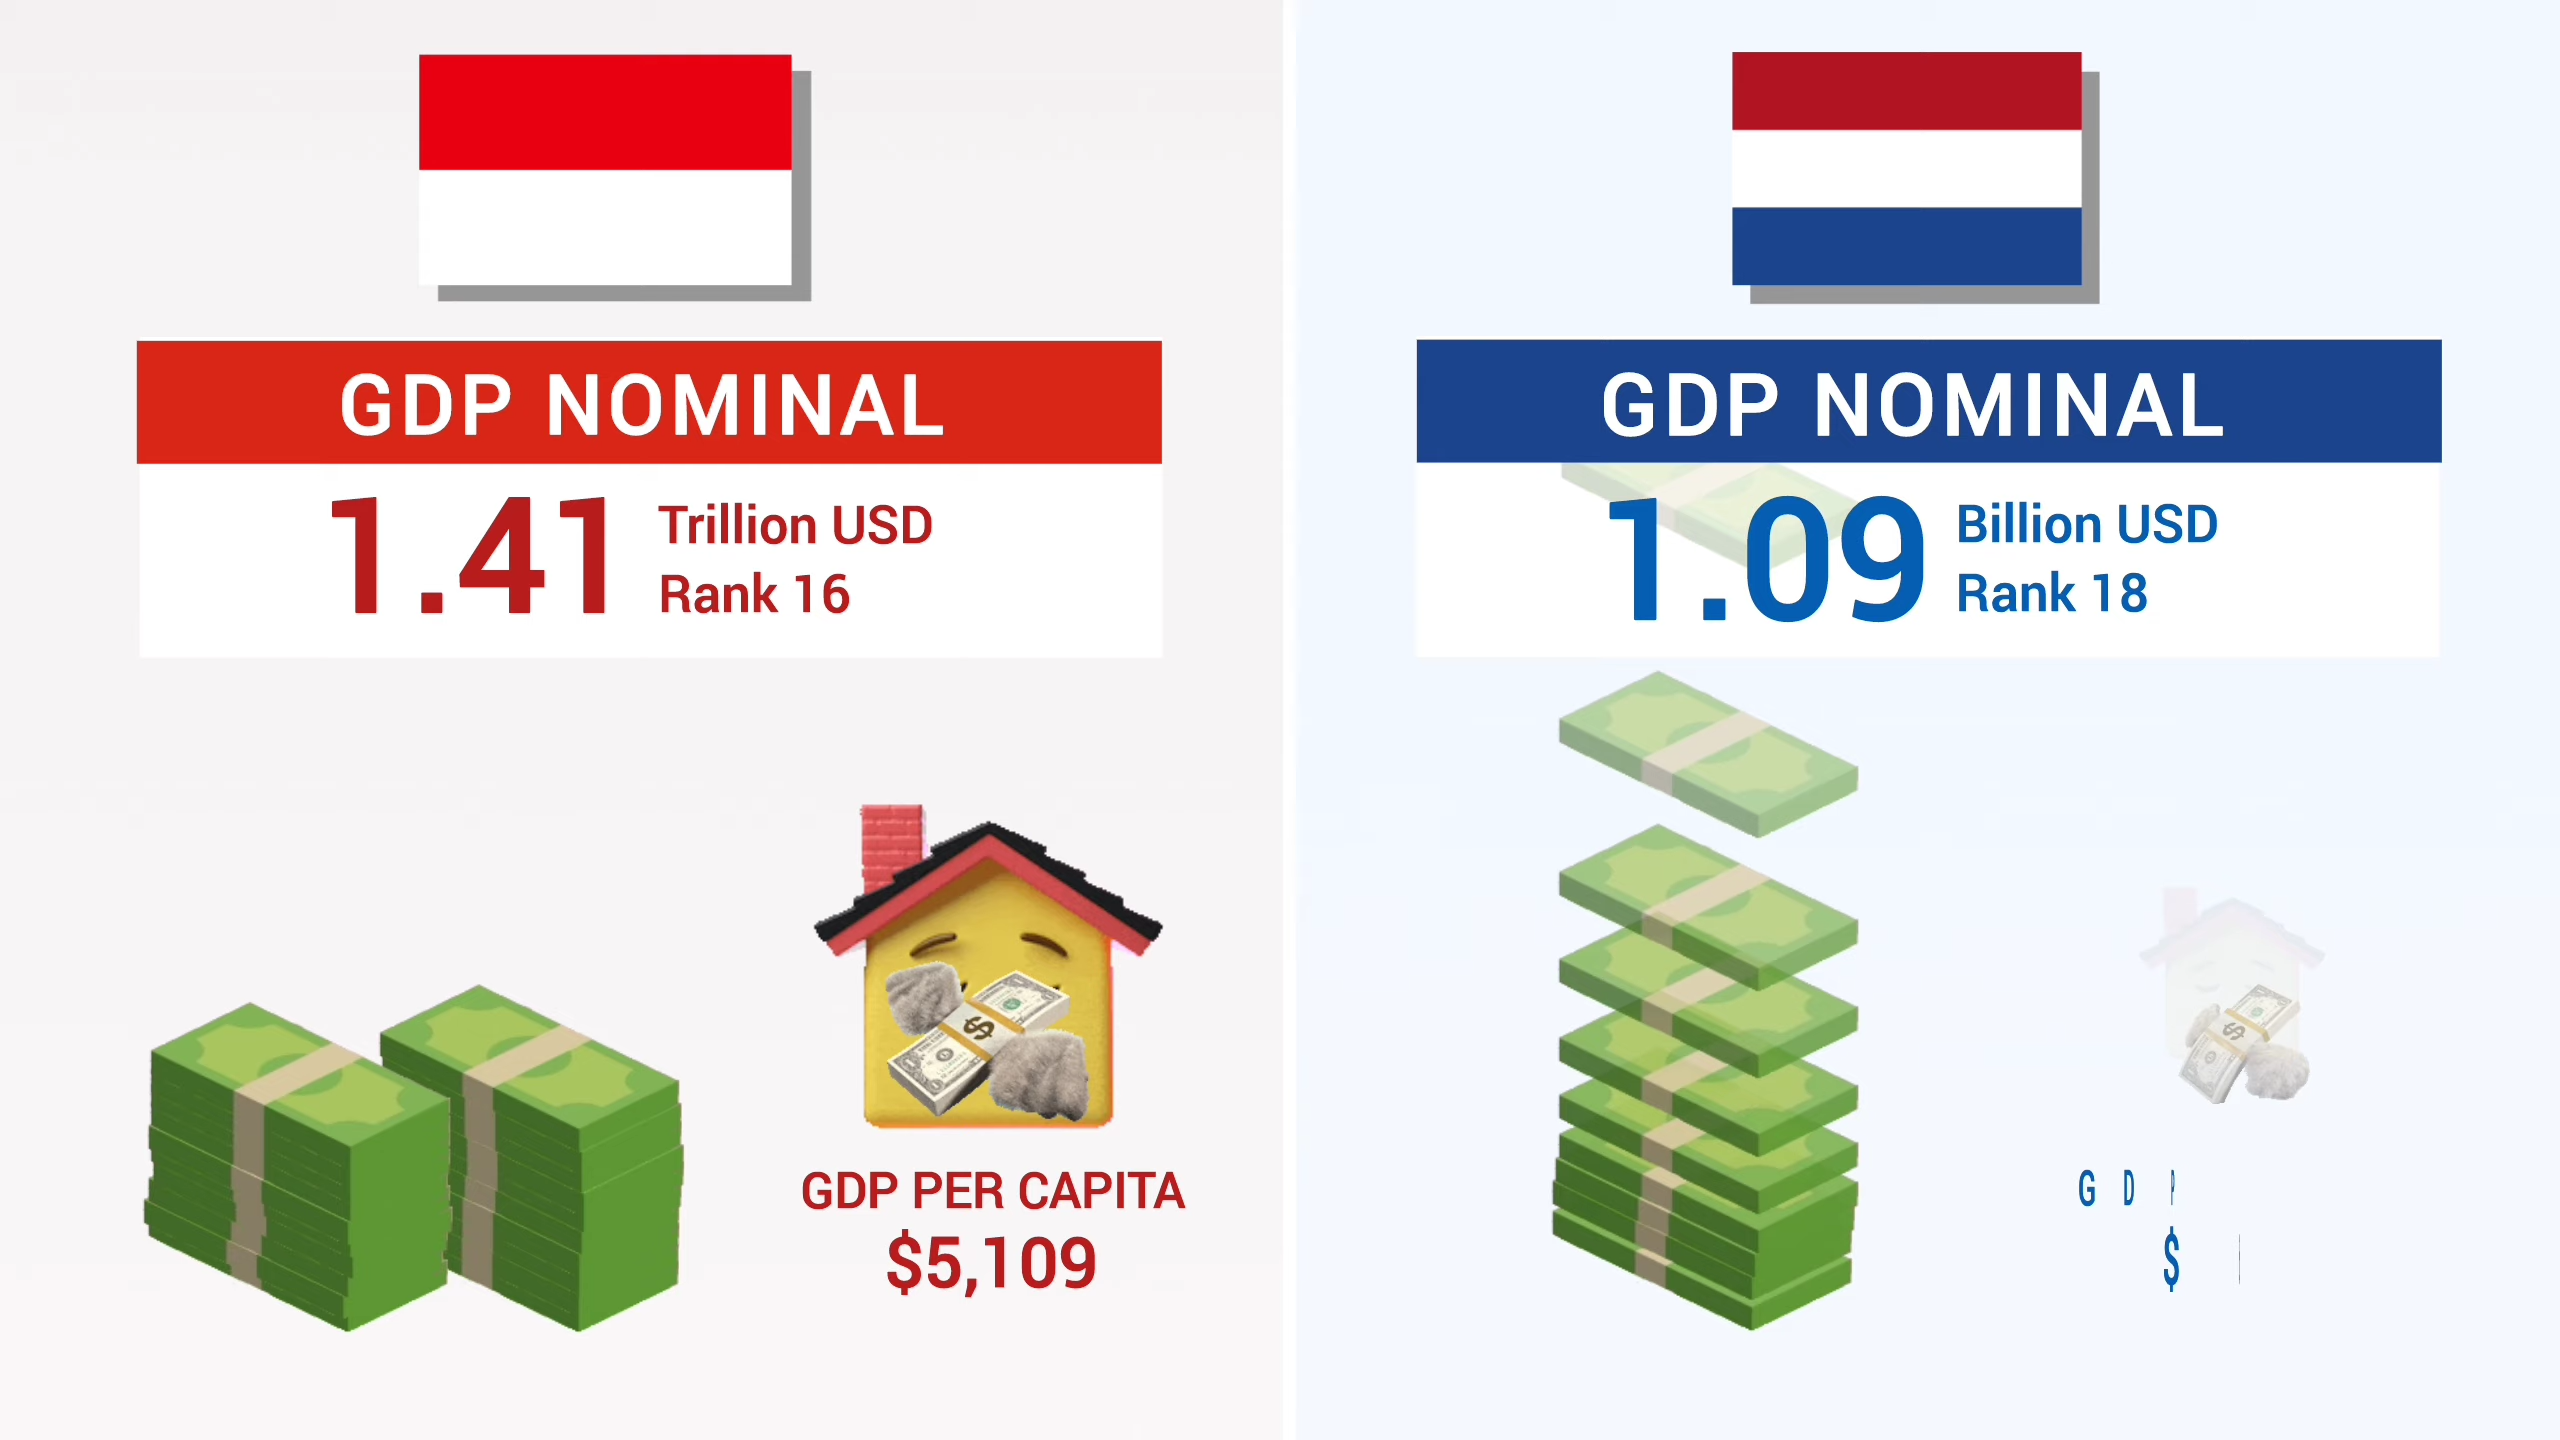 GDP NOMINAL
1.41 Trillion USD
Rank 16
GDP PER CAPITA
$5,109
GDP NOMINAL
1.09 Billion USD
Rank 18
G D P
$